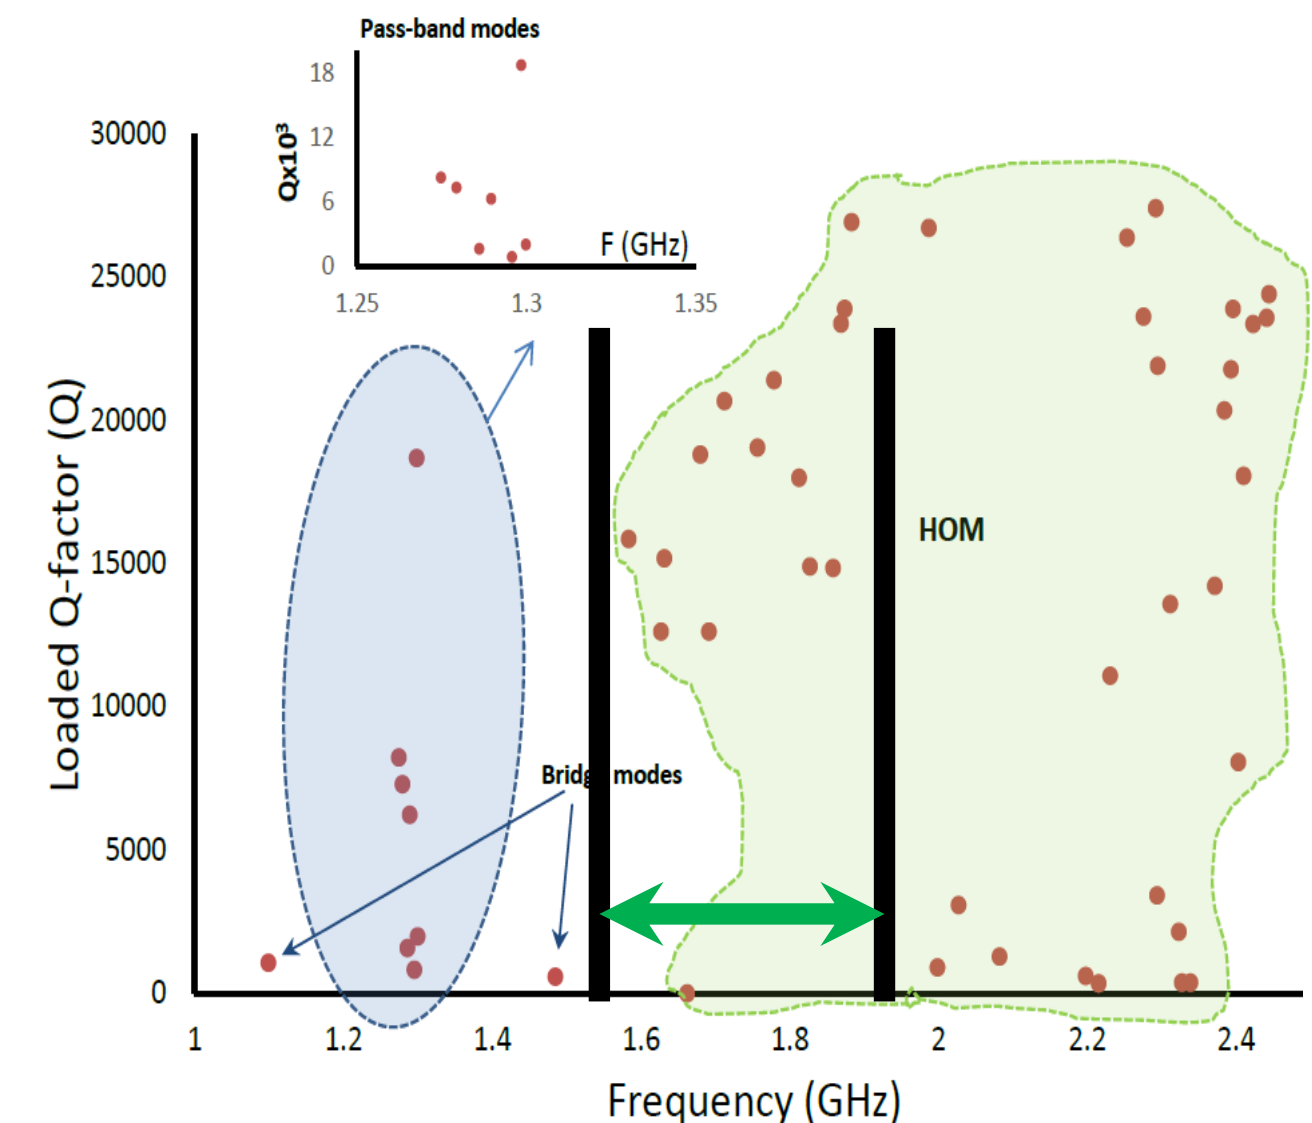 Pass-band modes
18
12
6
0
Qx10³
F (GHz)
1.25 1.3 1.35
30000
25000
20000
15000
10000
5000
0
Loaded Q-factor (Q)
HOM
modes
1 1.2 1.4 1.6 1.8 2 2.2 2.4
Frequency (GHz)